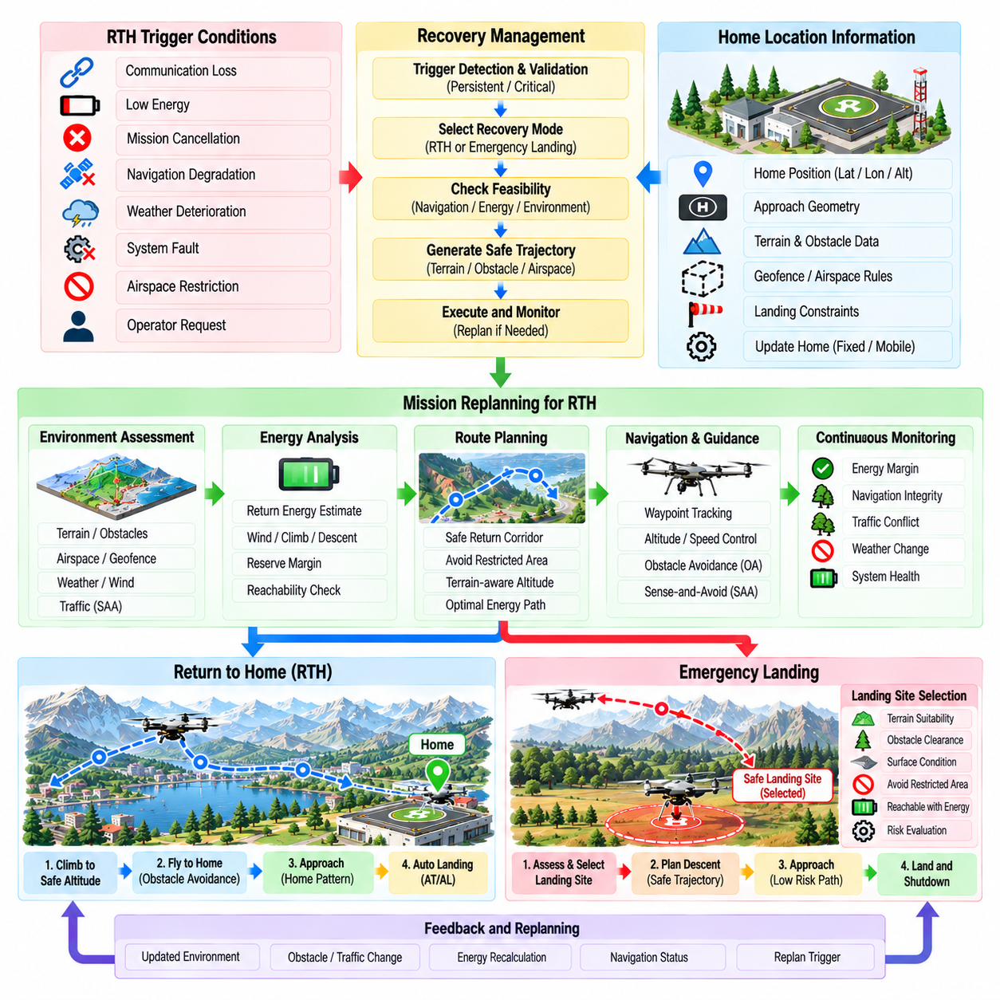 RTH Trigger Conditions
Communication Loss
Low Energy
Mission Cancellation
Navigation Degradation
Weather Deterioration
System Fault
Airspace Restriction
Operator Request
Recovery Management
Trigger Detection & Validation
(Persistent / Critical)
Select Recovery Mode
(RTH or Emergency Landing)
Check Feasibility
(Navigation / Energy / Environment)
Generate Safe Trajectory
(Terrain / Obstacle / Airspace)
Execute and Monitor
(Replan if Needed)
Home Location Information
Home Position (Lat / Lon / Alt)
H
Approach Geometry
Terrain & Obstacle Data
Geofence / Airspace Rules
Landing Constraints
Update Home (Fixed / Mobile)
Mission Replanning for RTH
Environment Assessment
Terrain / Obstacles
Airspace / Geofence
Weather / Wind
Traffic (SAA)
Energy Analysis
Return Energy Estimate
Wind / Climb / Descent
Reserve Margin
Reachability Check
Route Planning
Safe Return Corridor
Avoid Restricted Area
Terrain-aware Altitude
Optimal Energy Path
Navigation & Guidance
Waypoint Tracking
Altitude / Speed Control
Obstacle Avoidance (OA)
Sense-and-Avoid (SAA)
Continuous Monitoring
Energy Margin
Navigation Integrity
Traffic Conflict
Weather Change
System Health
Return to Home (RTH)
Home
1. Climb to
Safe Altitude
2. Fly to Home
(Obstacle Avoidance)
3. Approach
(Home Pattern)
4. Auto Landing
(AT/AL)
Emergency Landing
Safe Landing Site
(Selected)
H
Landing Site Selection
Terrain Suitability
Obstacle Clearance
Surface Condition
Avoid Restricted Area
Reachable with Energy
Risk Evaluation
1. Assess & Select
Landing Site
2. Plan Descent
(Safe Trajectory)
3. Approach
(Low Risk Path)
4. Land and
Shutdown
Feedback and Replanning
Updated Environment
Obstacle / Traffic Change
Energy Recalculation
Navigation Status
Replan Trigger